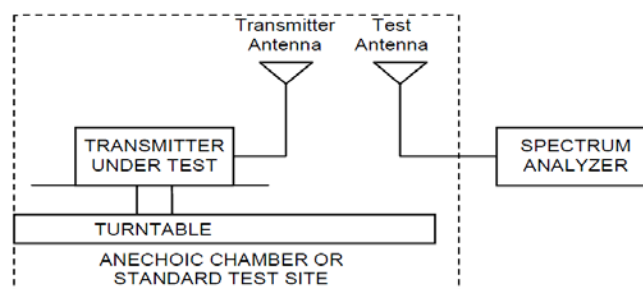 Transmitter
Antenna
Test
Antenna
TRANSMITTER
UNDER TEST
SPECTRUM
ANALYZER
TURNTABLE
ANECHOIC CHAMBER OR
STANDARD TEST SITE